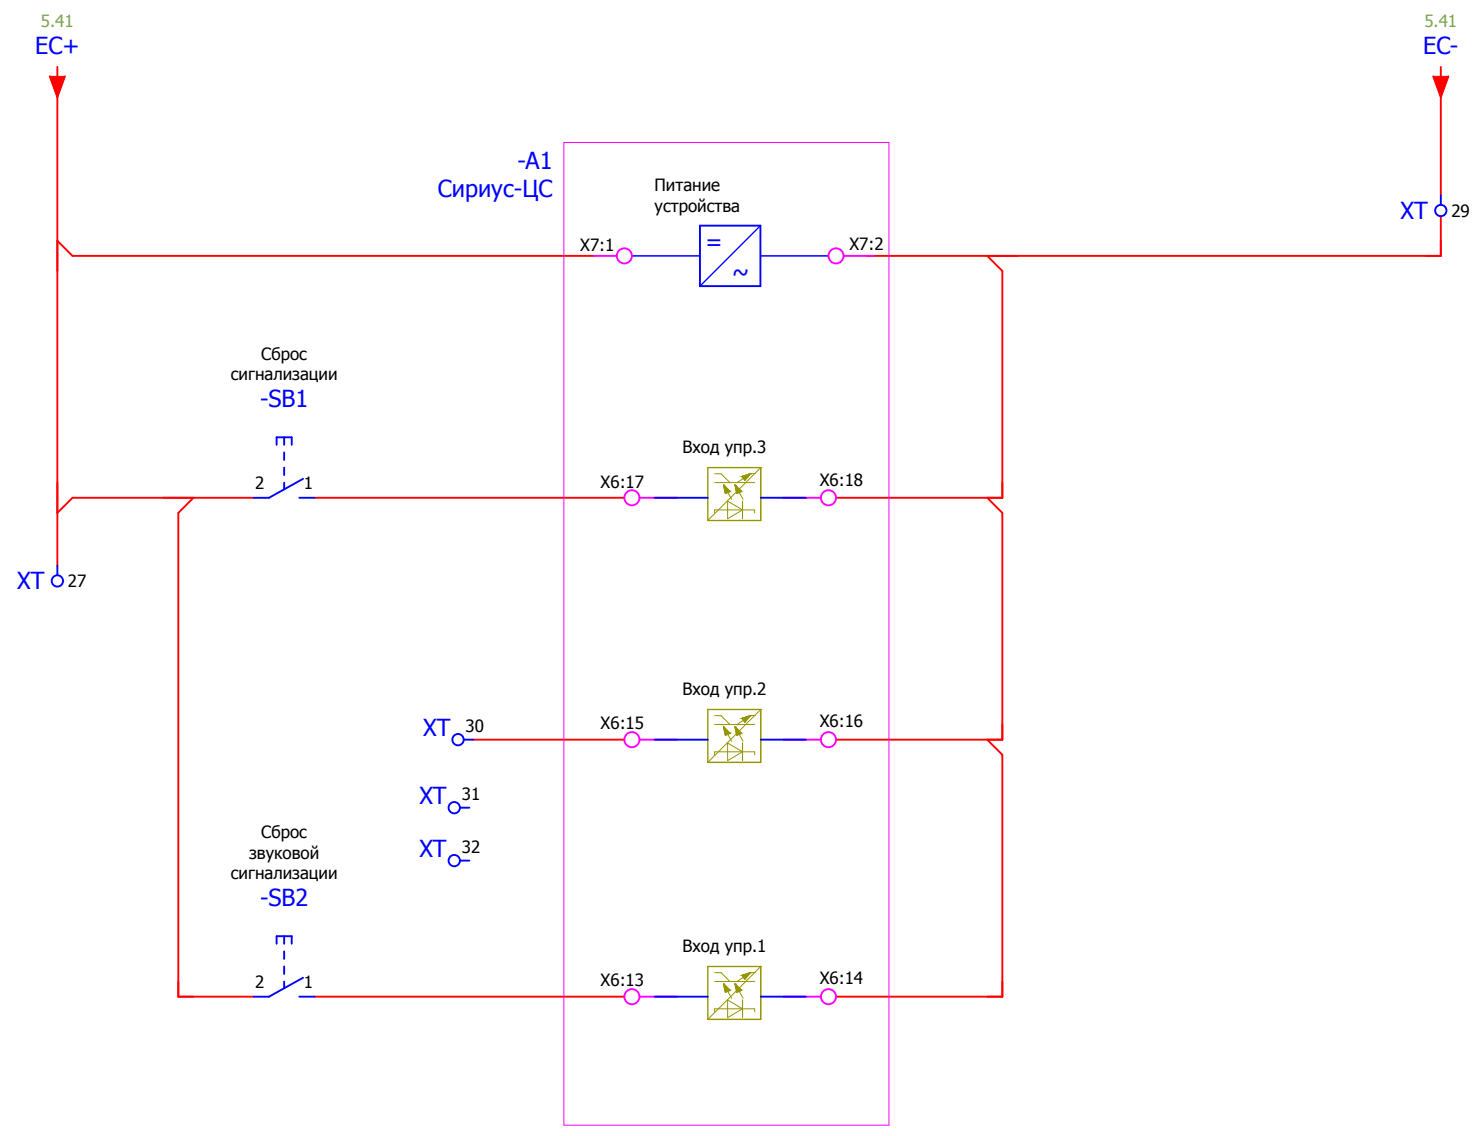 5.41
EC+
5.41
EC-
-A1
Сириус-ЦС
Питание
устройства
X7:1
=
~
X7:2
XT
29
Сброс
сигнализации
-SB1
2
1
Вход упр.3
X6:17
X6:18
XT
27
Вход упр.2
XT
30
X6:15
X6:16
XT
31
XT
32
Сброс
звуковой
сигнализации
-SB2
2
1
Вход упр.1
X6:13
X6:14